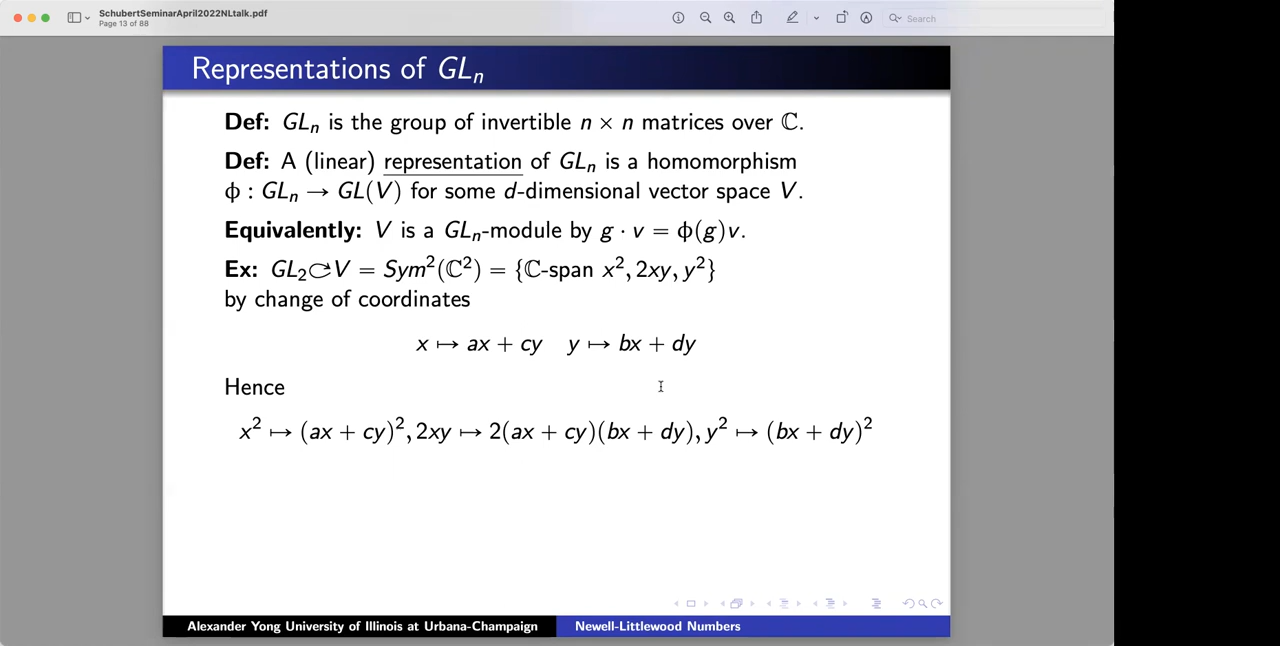 SchubertSeminarApril2022NLtalk.pdf
Page 13 of 88
Search
Representations of GLₙ
Def: GLₙ is the group of invertible n × n matrices over ℂ.
Def: A (linear) representation of GLₙ is a homomorphism
ϕ : GLₙ → GL(V) for some d-dimensional vector space V.
Equivalently: V is a GLₙ-module by g · v = ϕ(g)v.
Ex: GL₂⟳V = Sym²(ℂ²) = {ℂ-span x², 2xy, y²}
by change of coordinates
x ↦ ax + cy y ↦ bx + dy
Hence
x² ↦ (ax + cy)², 2xy ↦ 2(ax + cy)(bx + dy), y² ↦ (bx + dy)²
Alexander Yong University of Illinois at Urbana-Champaign
Newell-Littlewood Numbers